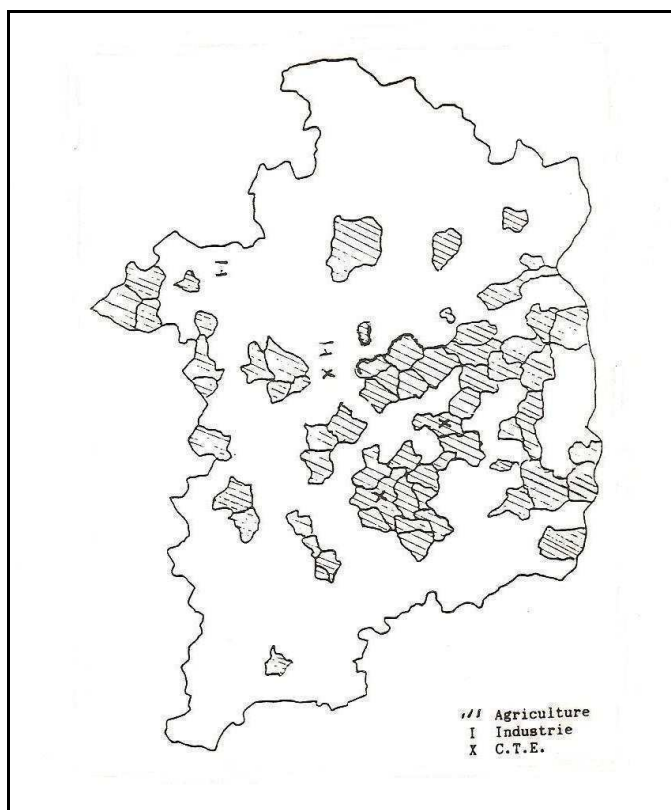 /// Agriculture
I Industrie
X C.T.E.
I-I
I-I X
X
X